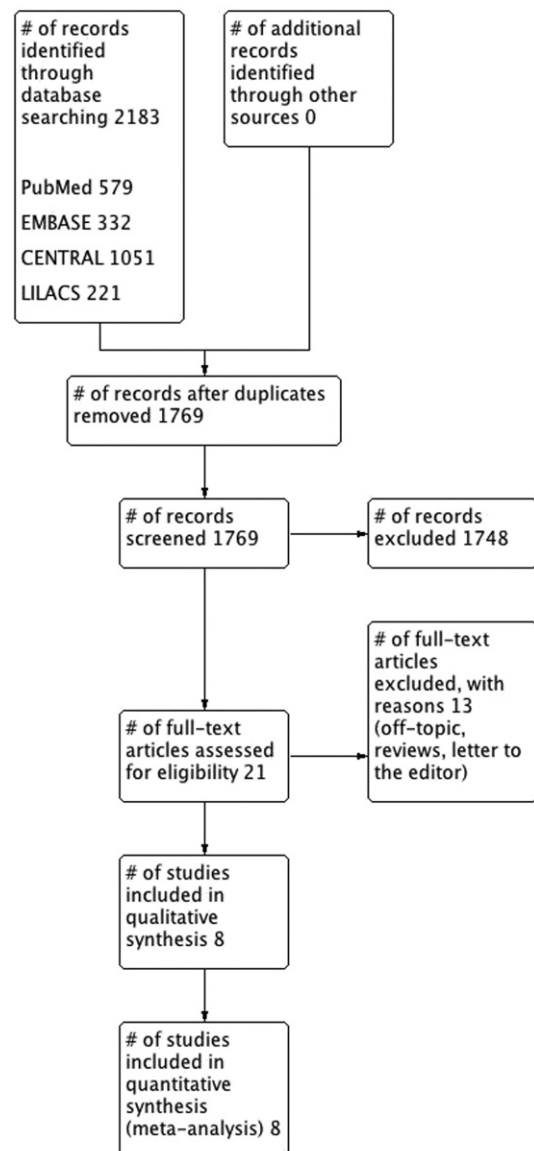 # of records
identified
through
database
searching 2183
PubMed 579
EMBASE 332
CENTRAL 1051
LILACS 221
# of additional
records
identified
through other
sources 0
# of records after duplicates
removed 1769
# of records
screened 1769
# of records
excluded 1748
# of full-text
articles assessed
for eligibility 21
# of full-text
articles
excluded, with
reasons 13
(off-topic,
reviews, letter to
the editor)
# of studies
included in
qualitative
synthesis 8
# of studies
included in
quantitative
synthesis
(meta-analysis) 8